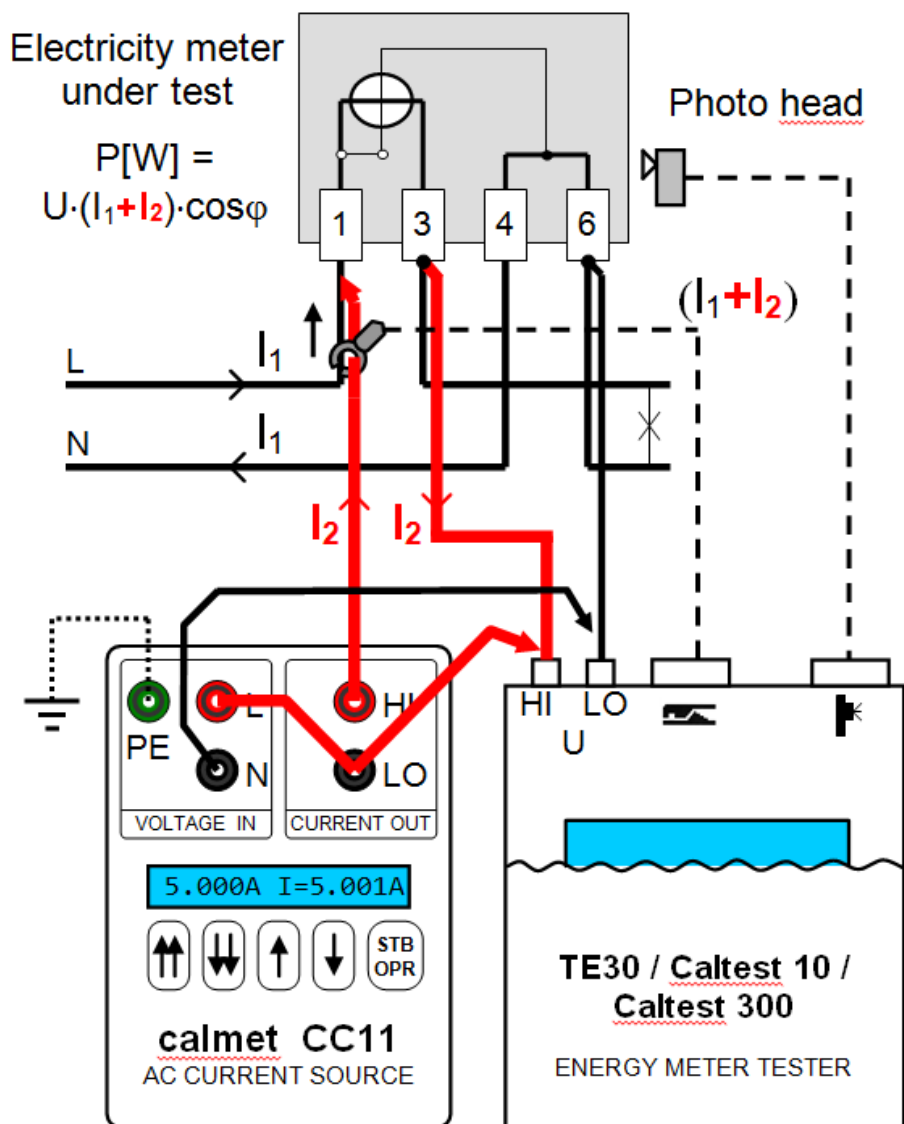 Electricity meter
under test
P[W] =
U·(I₁+I₂)·cosφ
Photo head
1
3
4
6
(I₁+I₂)
L
I₁
N
I₁
I₂
I₂
L
HI
PE
N
LO
VOLTAGE IN
CURRENT OUT
HI
LO
U
5.000A I=5.001A
STB
OPR
calmet CC11
AC CURRENT SOURCE
TE30 / Caltest 10 /
Caltest 300
ENERGY METER TESTER